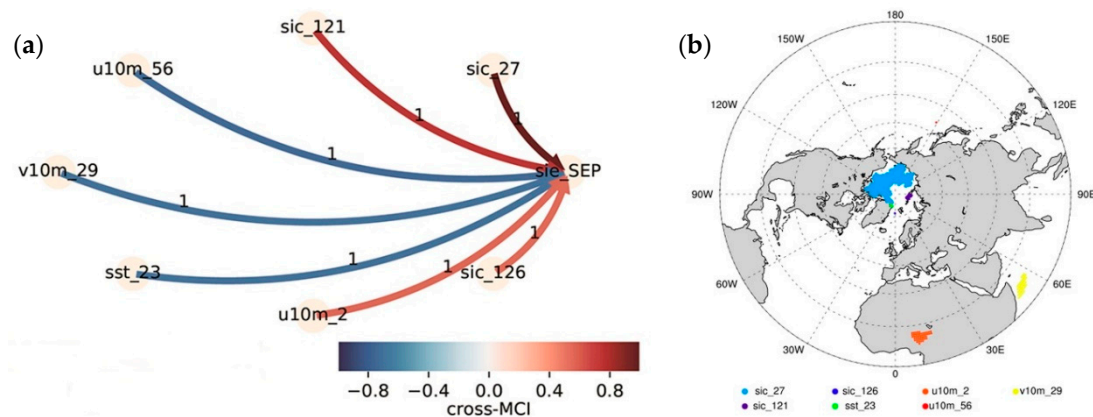 (a)
sic_121
u10m_56
sic_27
1
1
1
v10m_29
sie_SEP
1
1
1
1
sst_23
sic_126
u10m_2
−0.8 −0.4 0.0 0.4 0.8
cross-MCI
(b)
180
150W 150E
120W 120E
90W 90E
60W 60E
30W 30E
0
sic_27 sic_126 u10m_2 v10m_29
sic_121 sst_23 u10m_56